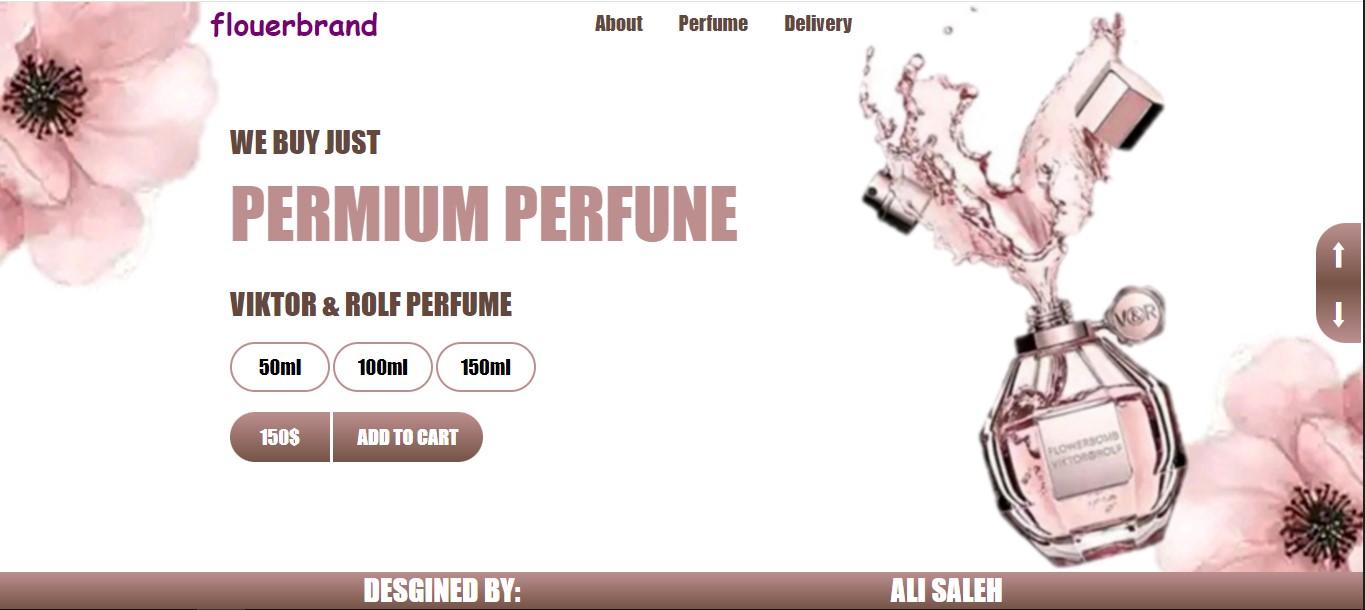 flouerbrand
About Perfume Delivery
WE BUY JUST
PERMIUM PERFUNE
VIKTOR & ROLF PERFUME
50ml 100ml 150ml
150$ ADD TO CART
V&R
FLOWERBOMB
VIKTOR&ROLF
DESGINED BY: ALI SALEH